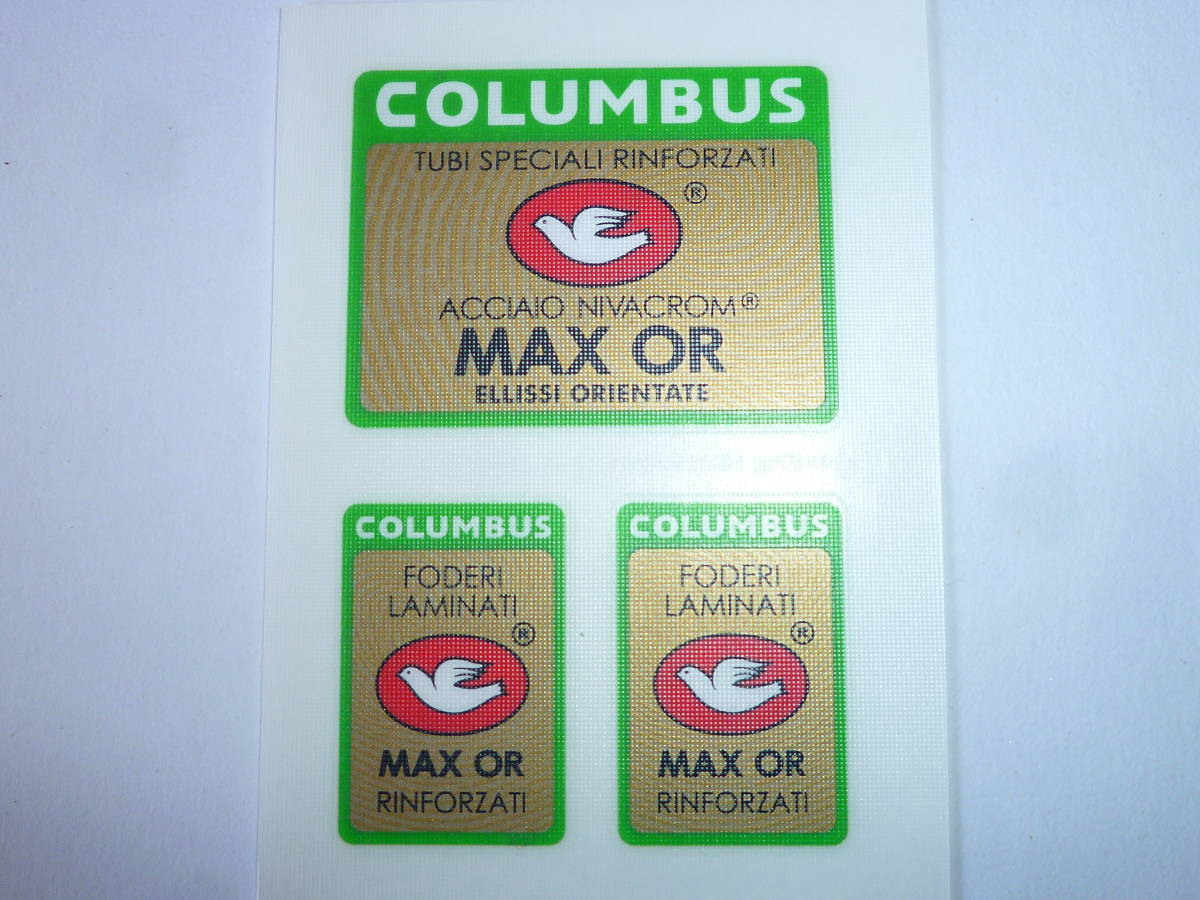 COLUMBUS
TUBI SPECIALI RINFORZATI
®
ACCIAIO NIVACROM®
MAX OR
ELLISSI ORIENTATE
COLUMBUS
FODERI
LAMINATI
®
MAX OR
RINFORZATI
COLUMBUS
FODERI
LAMINATI
®
MAX OR
RINFORZATI